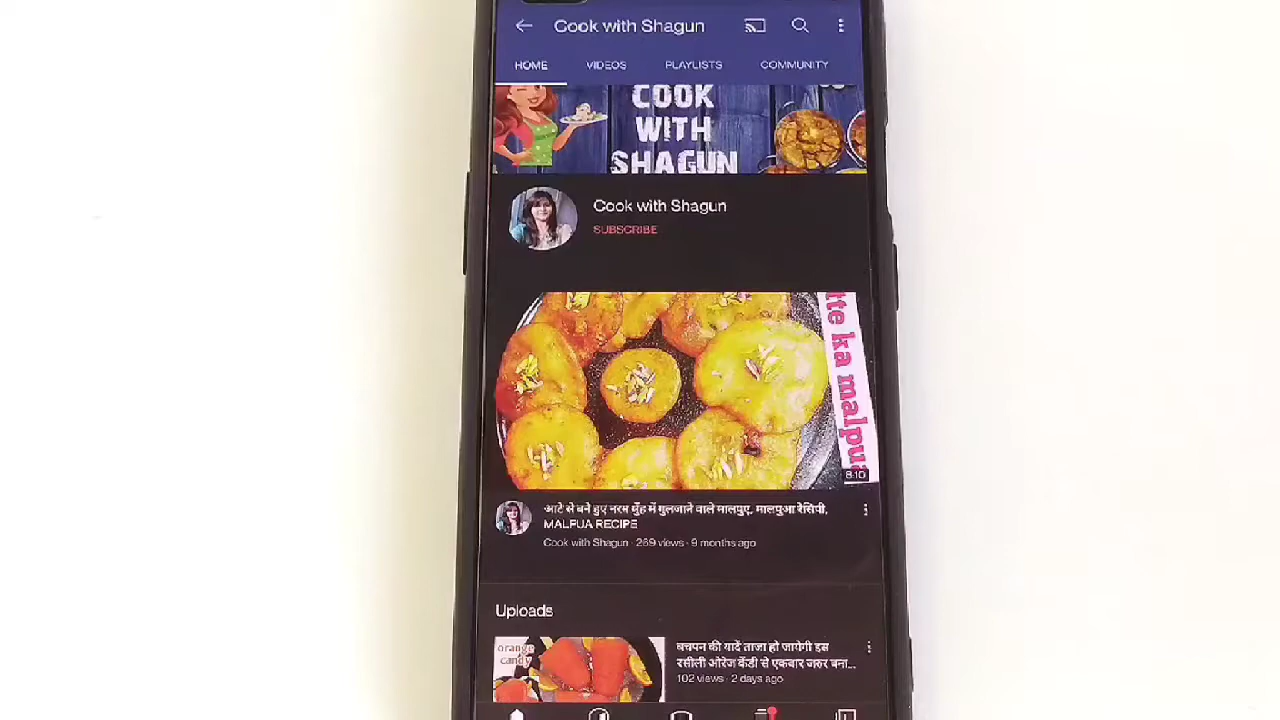 Cook with Shagun
HOME VIDEOS PLAYLISTS COMMUNITY
COOK
WITH
SHAGUN
Cook with Shagun
SUBSCRIBE
te ka malpu
8:10
आटे से बने हुए नरम मुँह में घुलजाने वाले मालपुए, मालपुआ रेसिपी,
MALPUA RECIPE
Cook with Shagun · 269 views · 9 months ago
Uploads
orange
candy
बचपन की यादें ताजा हो जायेगी इस
रसीली ओरेंज कैंडी से एकबार जरुर बना...
102 views · 2 days ago